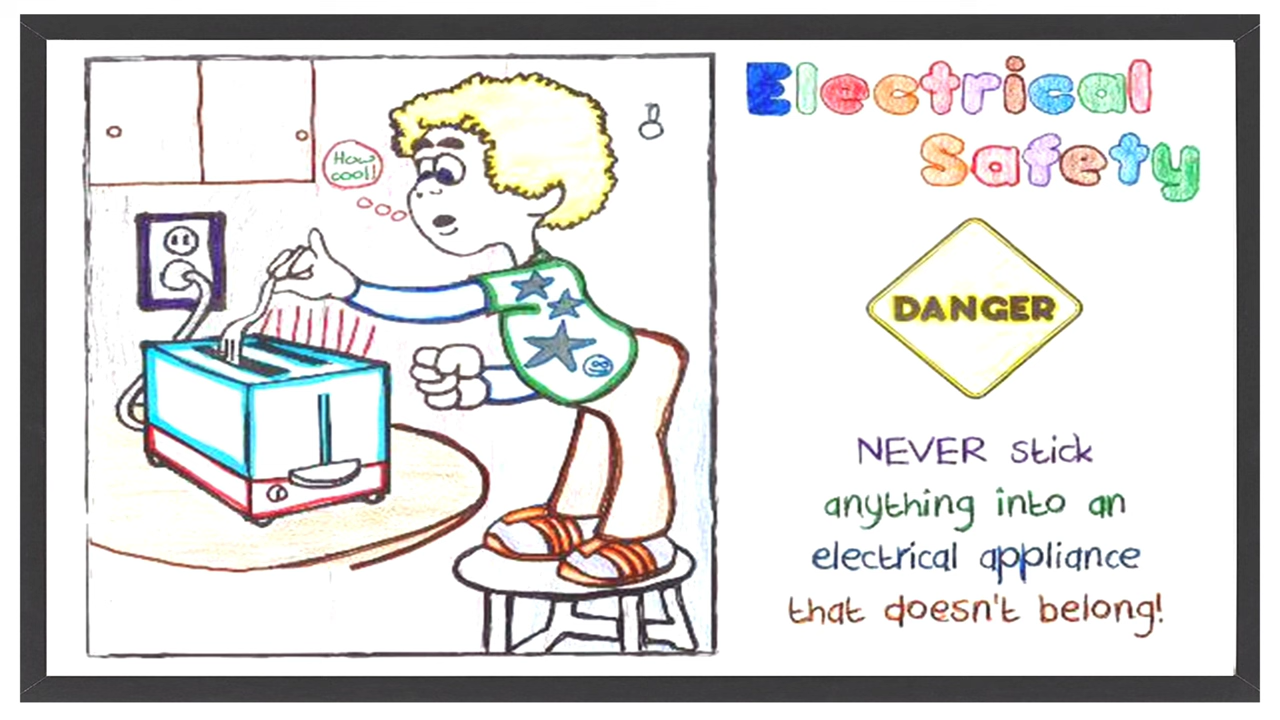 How
cool!
Electrical
Safety
DANGER
NEVER stick
anything into an
electrical appliance
that doesn't belong!